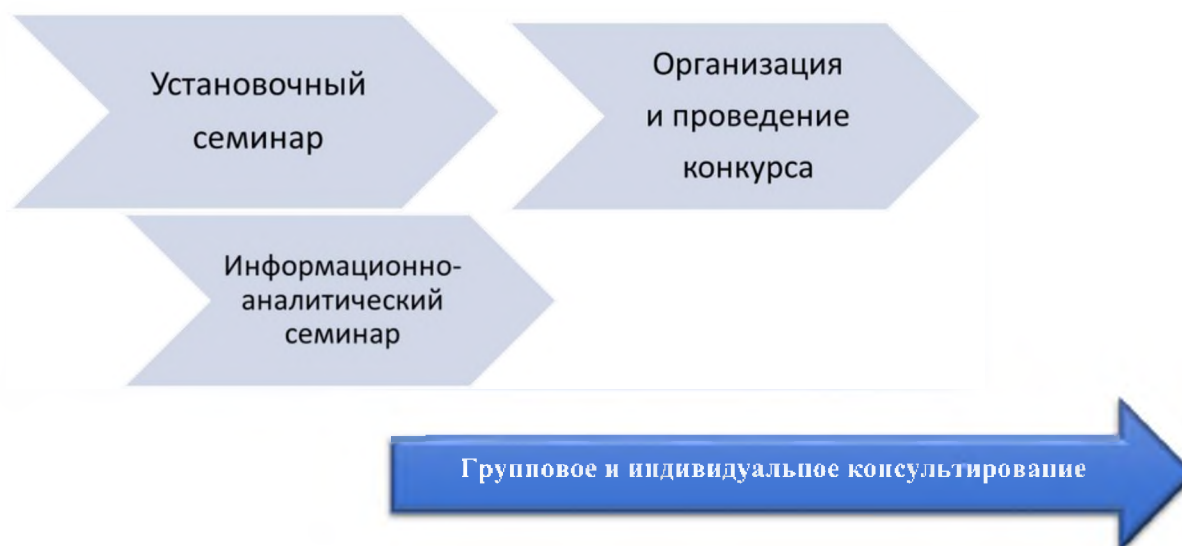 Установочный
семинар
Организация
и проведение
конкурса
Информационно-
аналитический
семинар
Групповое и индивидуальное консультирование